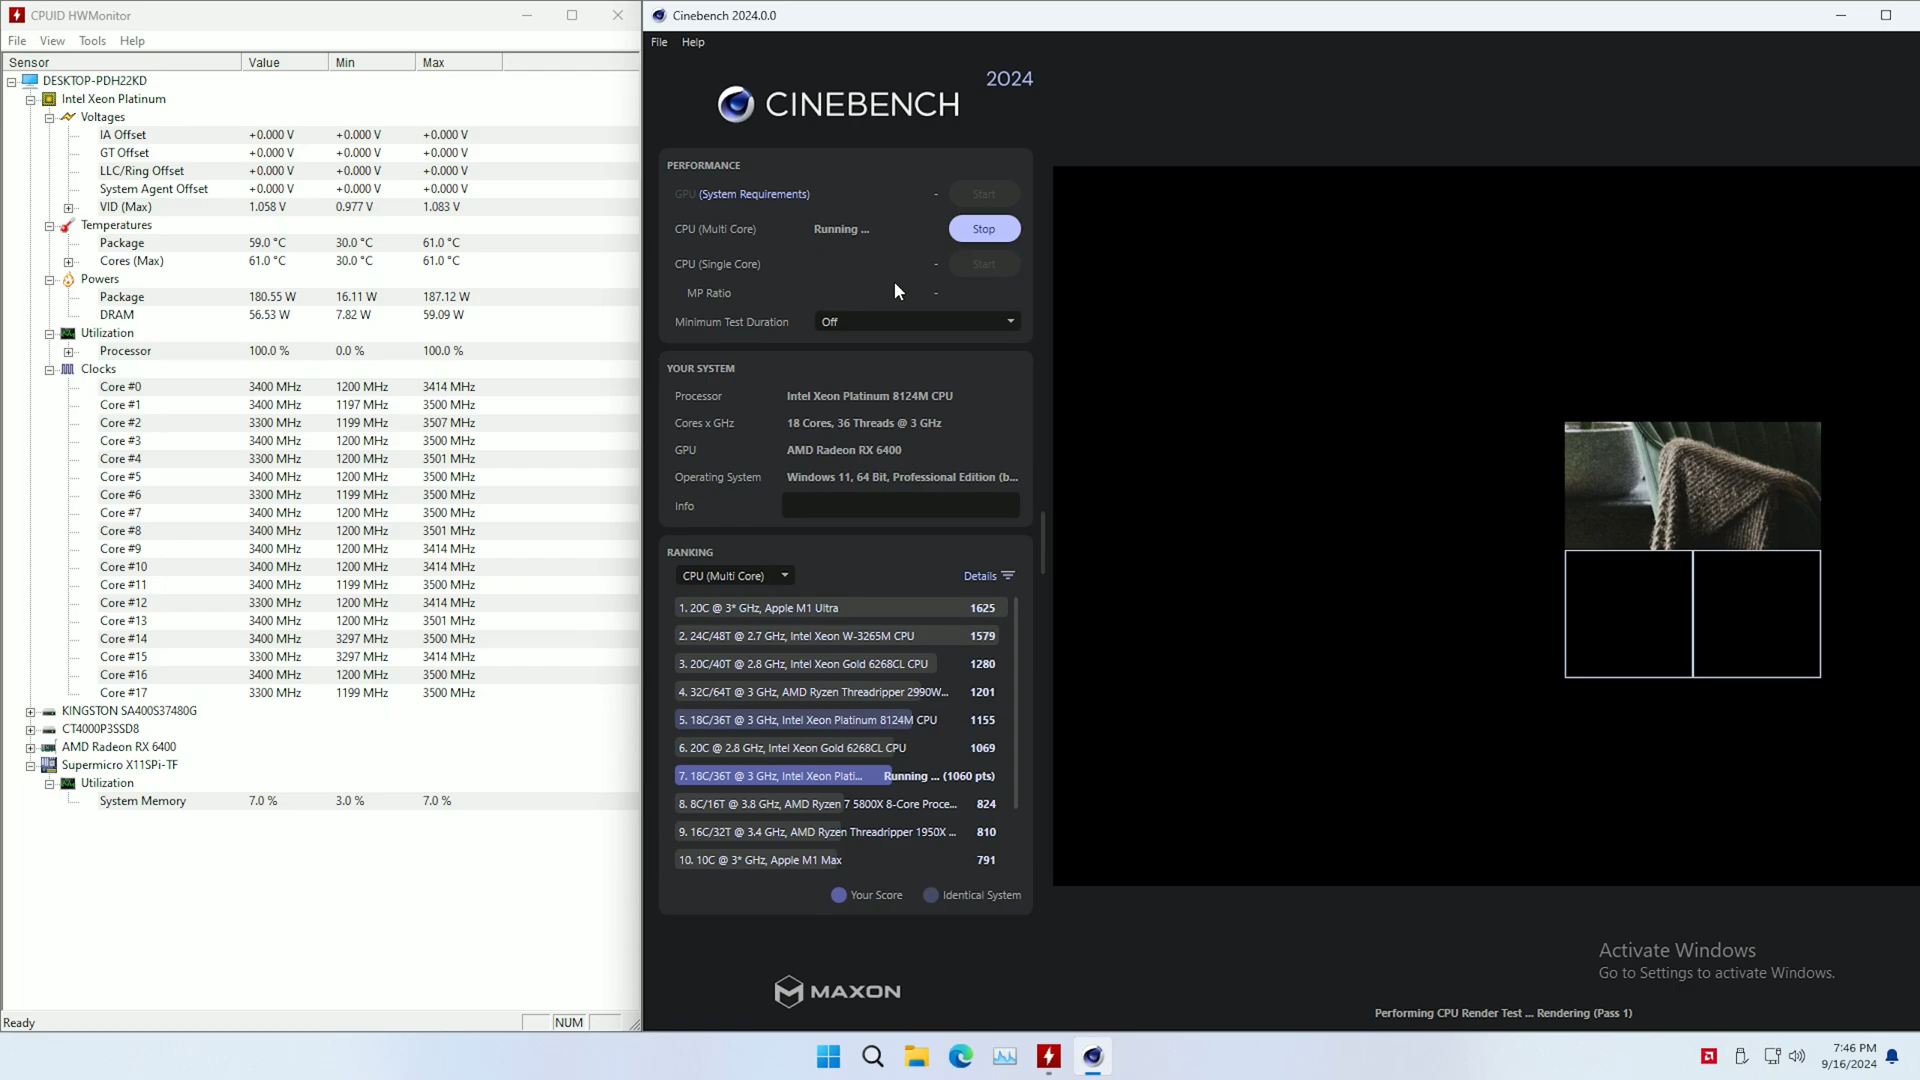 CPUID HWMonitor
File View Tools Help
Sensor Value Min Max
DESKTOP-PDH22KD
Intel Xeon Platinum
Voltages
IA Offset +0.000 V +0.000 V +0.000 V
GT Offset +0.000 V +0.000 V +0.000 V
LLC/Ring Offset +0.000 V +0.000 V +0.000 V
System Agent Offset +0.000 V +0.000 V +0.000 V
VID (Max) 1.058 V 0.977 V 1.083 V
Temperatures
Package 59.0 °C 30.0 °C 61.0 °C
Cores (Max) 61.0 °C 30.0 °C 61.0 °C
Powers
Package 180.55 W 16.11 W 187.12 W
DRAM 56.53 W 7.82 W 59.09 W
Utilization
Processor 100.0 % 0.0 % 100.0 %
Clocks
Core #0 3400 MHz 1200 MHz 3414 MHz
Core #1 3400 MHz 1197 MHz 3500 MHz
Core #2 3300 MHz 1199 MHz 3507 MHz
Core #3 3400 MHz 1200 MHz 3500 MHz
Core #4 3300 MHz 1200 MHz 3501 MHz
Core #5 3400 MHz 1200 MHz 3500 MHz
Core #6 3300 MHz 1199 MHz 3500 MHz
Core #7 3400 MHz 1200 MHz 3500 MHz
Core #8 3400 MHz 1200 MHz 3501 MHz
Core #9 3400 MHz 1200 MHz 3414 MHz
Core #10 3400 MHz 1200 MHz 3414 MHz
Core #11 3400 MHz 1199 MHz 3500 MHz
Core #12 3300 MHz 1200 MHz 3414 MHz
Core #13 3400 MHz 1200 MHz 3501 MHz
Core #14 3400 MHz 3297 MHz 3500 MHz
Core #15 3300 MHz 3297 MHz 3414 MHz
Core #16 3400 MHz 1200 MHz 3500 MHz
Core #17 3300 MHz 1199 MHz 3500 MHz
KINGSTON SA400S37480G
CT4000P3SSD8
AMD Radeon RX 6400
Supermicro X11SPi-TF
Utilization
System Memory 7.0 % 3.0 % 7.0 %
Ready NUM
Cinebench 2024.0.0
File Help
2024
CINEBENCH
PERFORMANCE
GPU (System Requirements) - Start
CPU (Multi Core) Running ... Stop
CPU (Single Core) - Start
MP Ratio -
Minimum Test Duration Off
YOUR SYSTEM
Processor Intel Xeon Platinum 8124M CPU
Cores x GHz 18 Cores, 36 Threads @ 3 GHz
GPU AMD Radeon RX 6400
Operating System Windows 11, 64 Bit, Professional Edition (b...
Info
RANKING
CPU (Multi Core) Details
1. 20C @ 3* GHz, Apple M1 Ultra 1625
2. 24C/48T @ 2.7 GHz, Intel Xeon W-3265M CPU 1579
3. 20C/40T @ 2.8 GHz, Intel Xeon Gold 6268CL CPU 1280
4. 32C/64T @ 3 GHz, AMD Ryzen Threadripper 2990W... 1201
5. 18C/36T @ 3 GHz, Intel Xeon Platinum 8124M CPU 1155
6. 20C @ 2.8 GHz, Intel Xeon Gold 6268CL CPU 1069
7. 18C/36T @ 3 GHz, Intel Xeon Plati... Running ... (1060 pts)
8. 8C/16T @ 3.8 GHz, AMD Ryzen 7 5800X 8-Core Proce... 824
9. 16C/32T @ 3.4 GHz, AMD Ryzen Threadripper 1950X ... 810
10. 10C @ 3* GHz, Apple M1 Max 791
Your Score Identical System
MAXON
Activate Windows
Go to Settings to activate Windows.
Performing CPU Render Test ... Rendering (Pass 1)
7:46 PM
9/16/2024